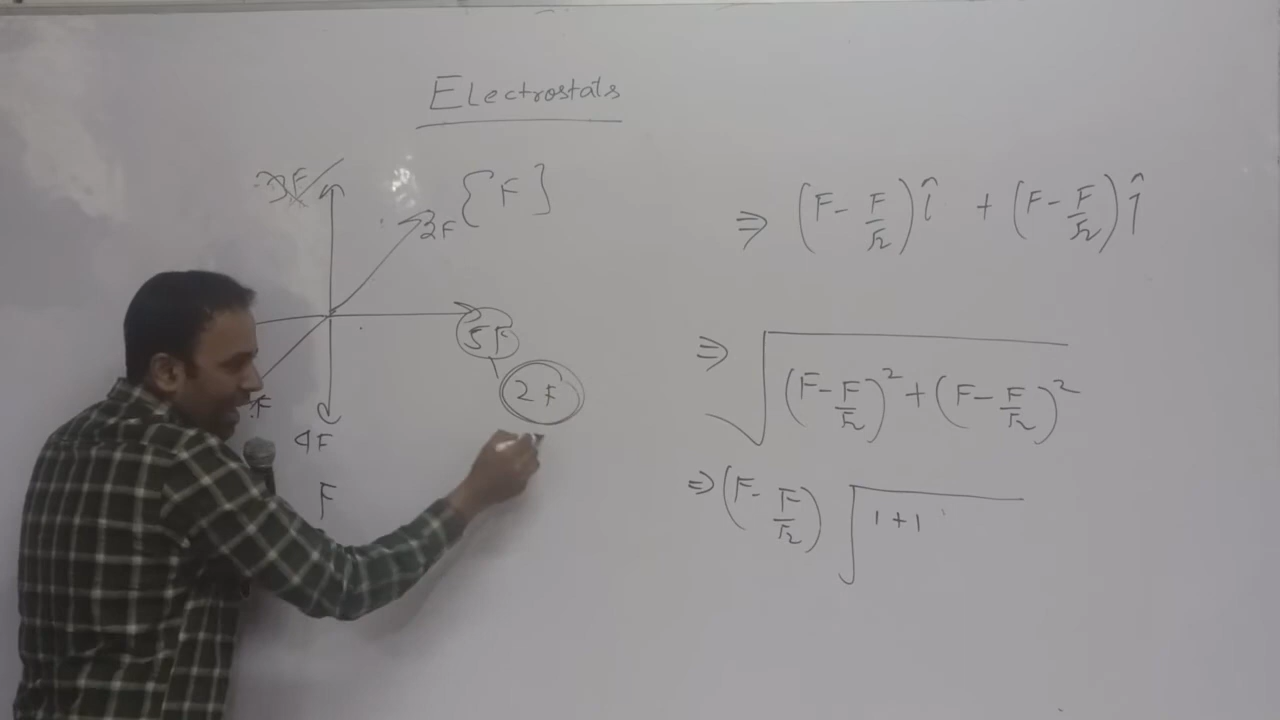 Electrostats
3F
2F { F ]
5F
2F
F
4F
F
⇒ (F - F/√2) î + (F - F/√2) ĵ
⇒ √((F - F/√2)² + (F - F/√2)²)
⇒ (F - F/√2) √(1+1)